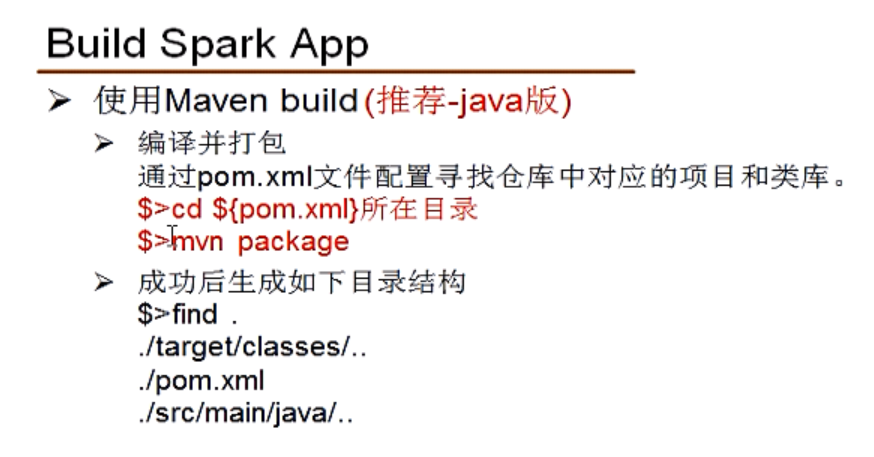 Build Spark App
➢ 使用Maven build(推荐-java版)
➢ 编译并打包
通过pom.xml文件配置寻找仓库中对应的项目和类库。
$>cd ${pom.xml}所在目录
$>mvn package
➢ 成功后生成如下目录结构
$>find .
./target/classes/..
./pom.xml
./src/main/java/..